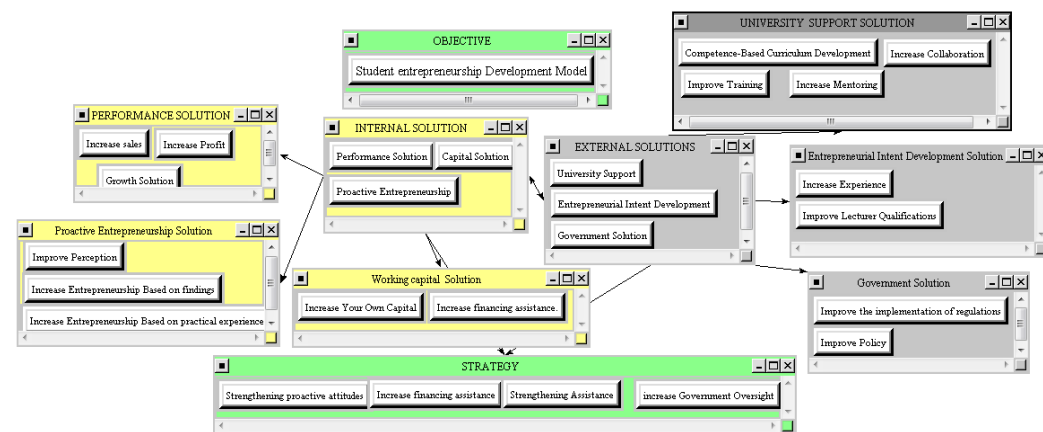 UNIVERSITY SUPPORT SOLUTION
Competence-Based Curriculum Development
Increase Collaboration
Improve Training
Increase Mentoring
OBJECTIVE
Student entrepreneurship Development Model
PERFORMANCE SOLUTION
Increase sales
Increase Profit
Growth Solution
INTERNAL SOLUTION
Performance Solution
Capital Solution
Proactive Entrepreneurship
EXTERNAL SOLUTIONS
University Support
Entrepreneurial Intent Development
Government Solution
Entrepreneurial Intent Development Solution
Increase Experience
Improve Lecturer Qualifications
Proactive Entrepreneurship Solution
Improve Perception
Increase Entrepreneurship Based on findings
Increase Entrepreneurship Based on practical experience
Working capital Solution
Increase Your Own Capital
Increase financing assistance.
Government Solution
Improve the implementation of regulations
Improve Policy
STRATEGY
Strengthening proactive attitudes
Increase financing assistance
Strengthening Assistance
increase Government Oversight